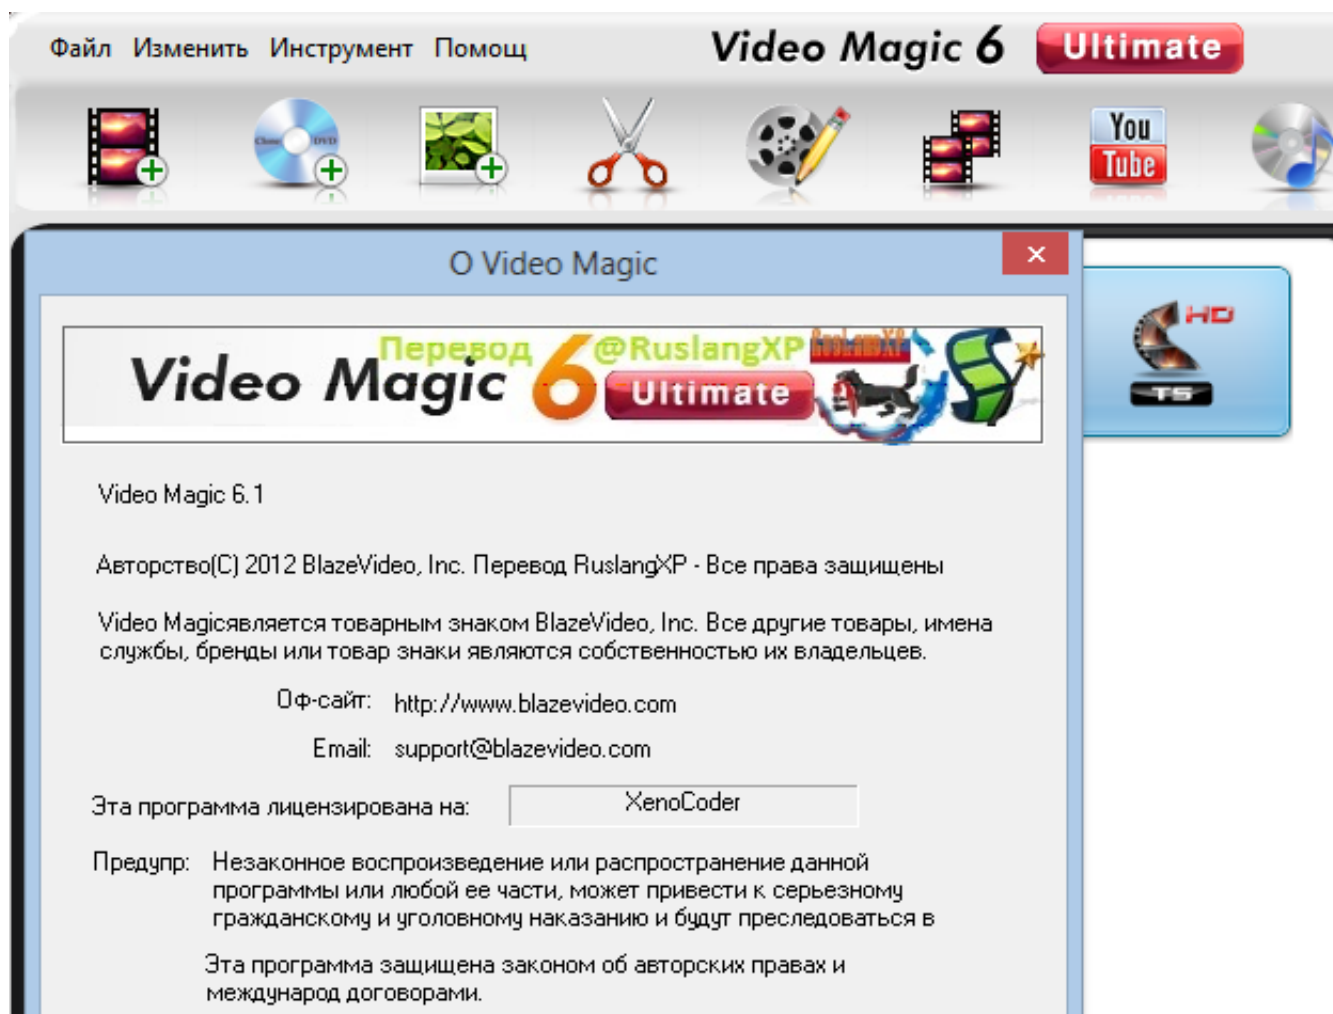 Файл Изменить Инструмент Помощ
Video Magic 6 Ultimate
Clone DVD
You
Tube
О Video Magic
HD
TS
Перевод @RuslangXP RusLangXP
Video Magic 6 Ultimate
Video Magic 6.1
Авторство(C) 2012 BlazeVideo, Inc. Перевод RuslangXP - Все права защищены
Video Magicявляется товарным знаком BlazeVideo, Inc. Все другие товары, имена
службы, бренды или товар знаки являются собственностью их владельцев.
Оф-сайт: http://www.blazevideo.com
Email: support@blazevideo.com
Эта программа лицензирована на: XenoCoder
Предупр: Незаконное воспроизведение или распространение данной
программы или любой ее части, может привести к серьезному
гражданскому и уголовному наказанию и будут преследоваться в
Эта программа защищена законом об авторских правах и
международ договорами.